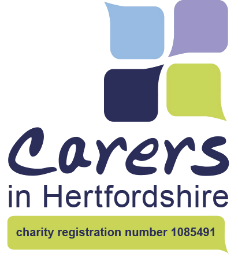 Carers
in Hertfordshire
charity registration number 1085491